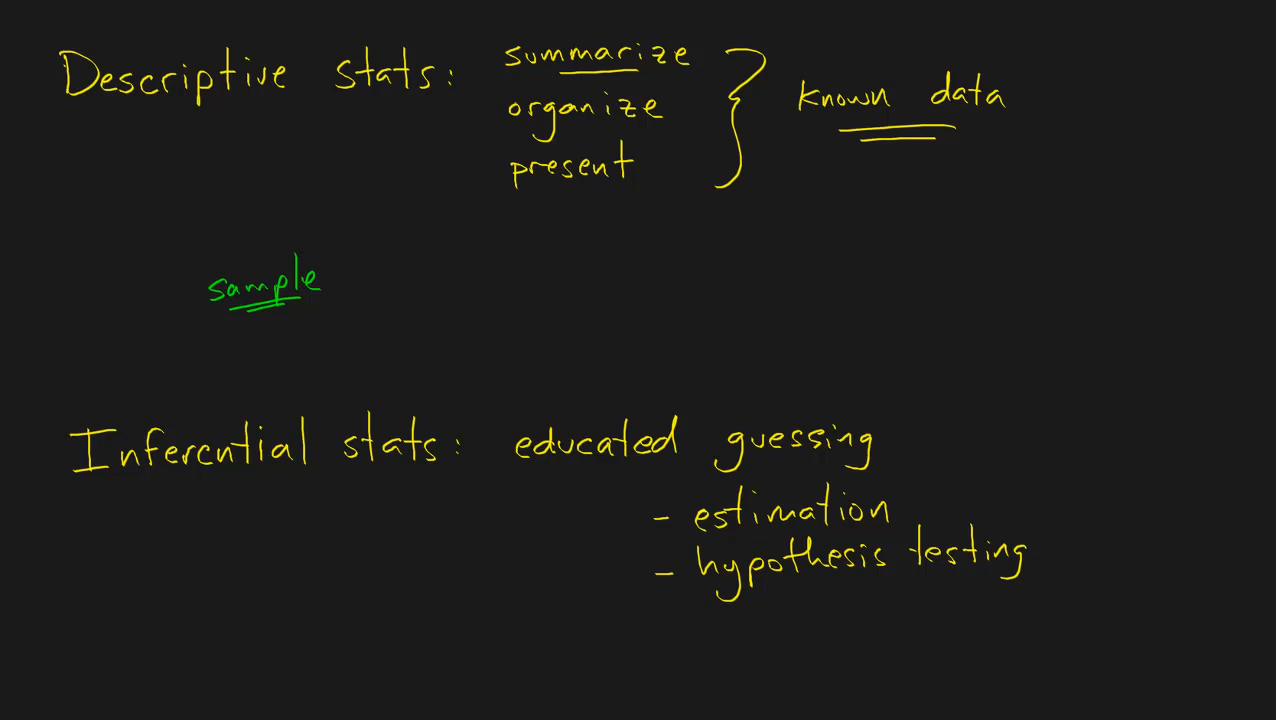 Descriptive stats: summarize
organize
present
known data
sample
Inferential stats: educated guessing
- estimation
- hypothesis testing